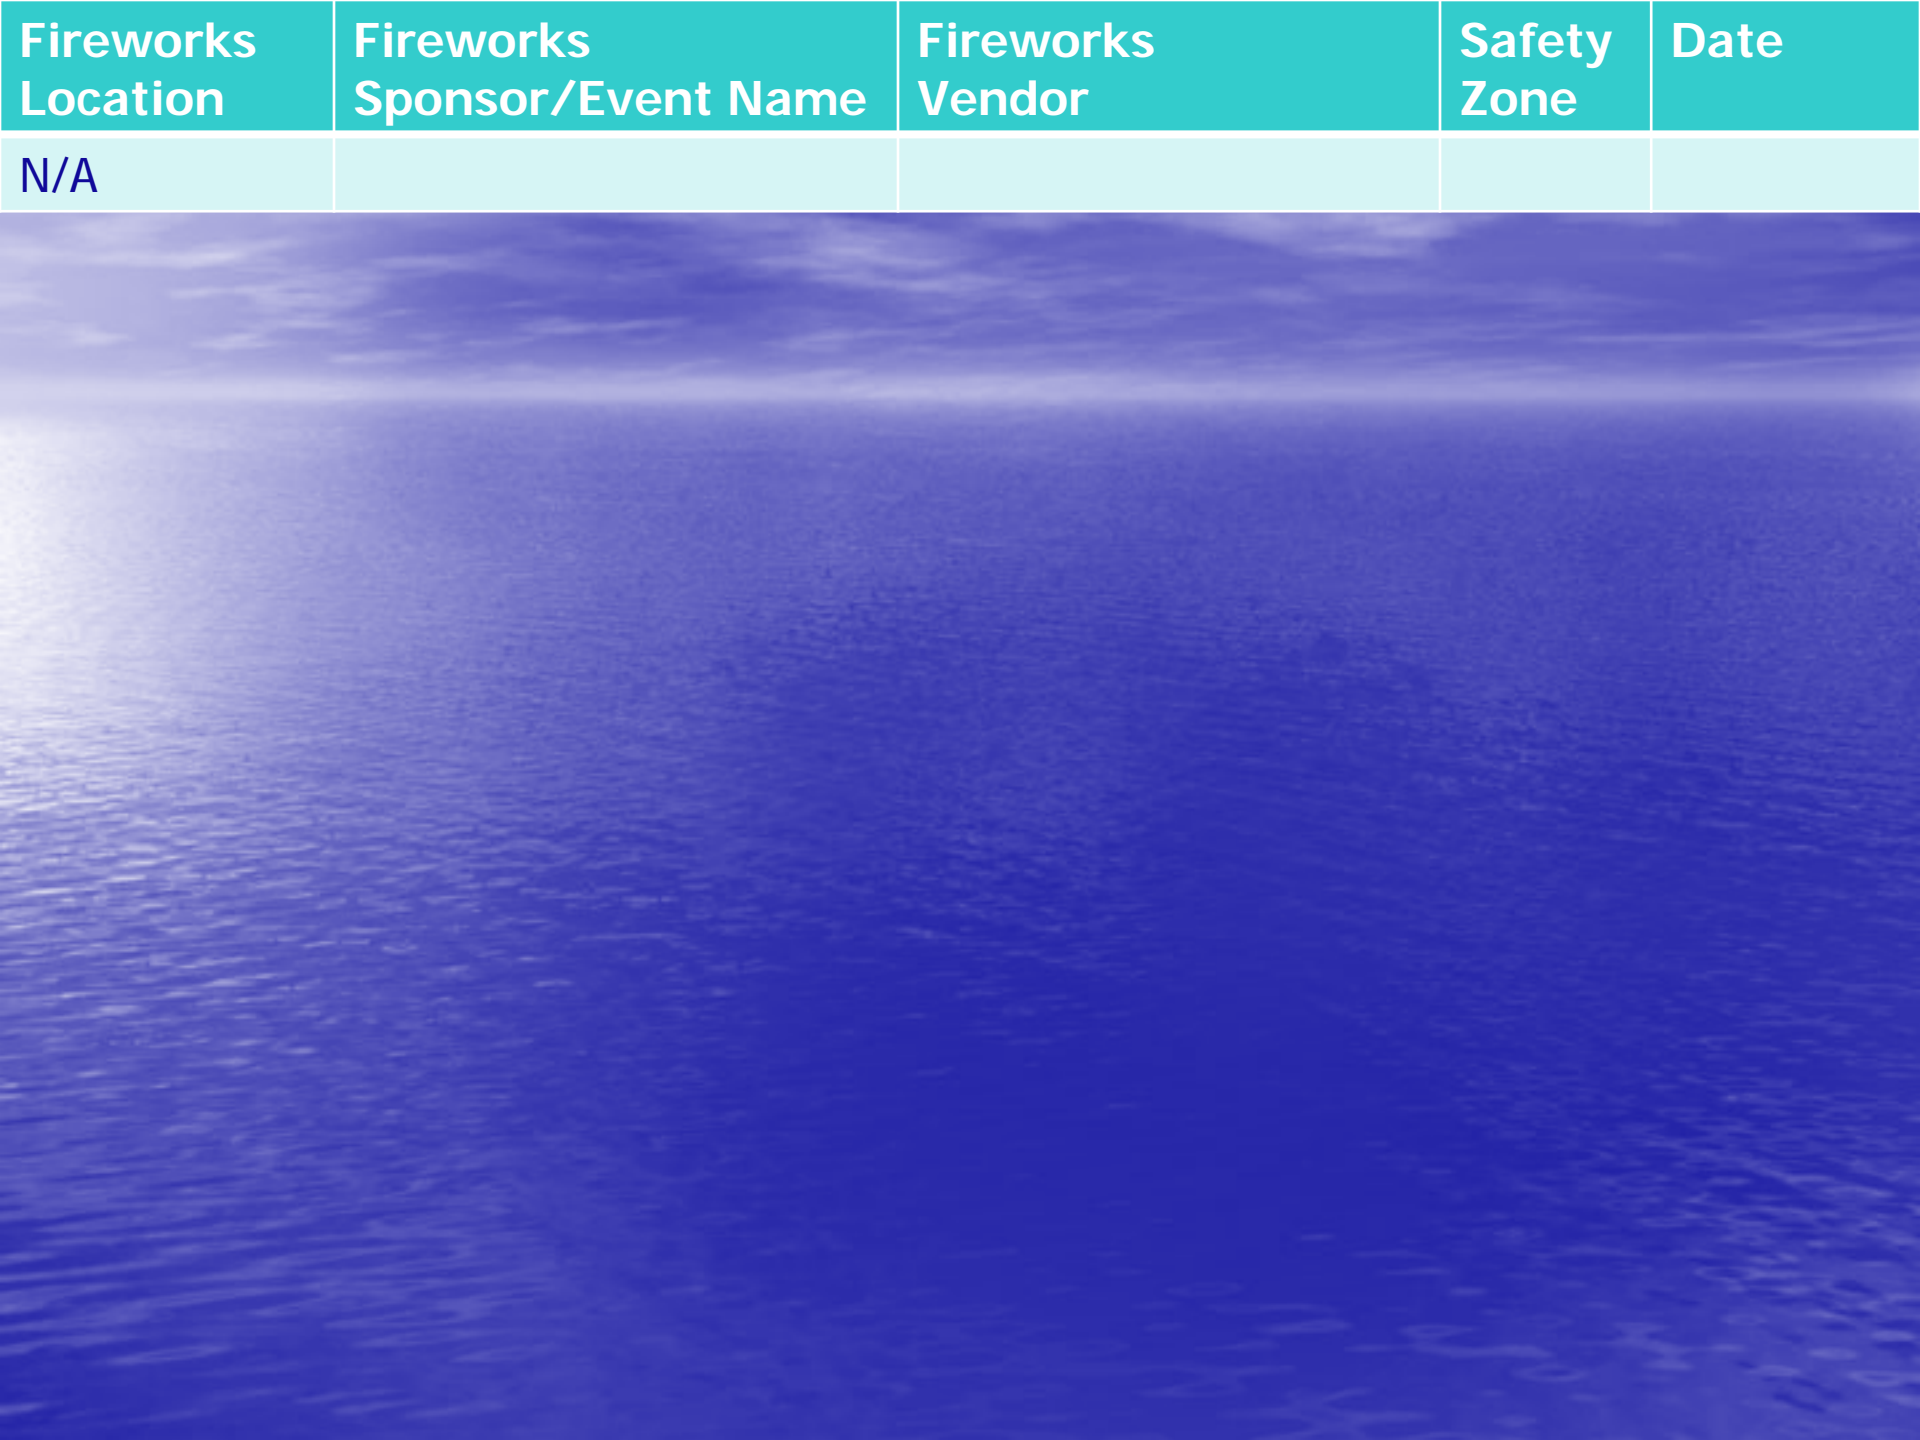 Fireworks Location
Fireworks Sponsor/Event Name
Fireworks Vendor
Safety Zone
Date
N/A